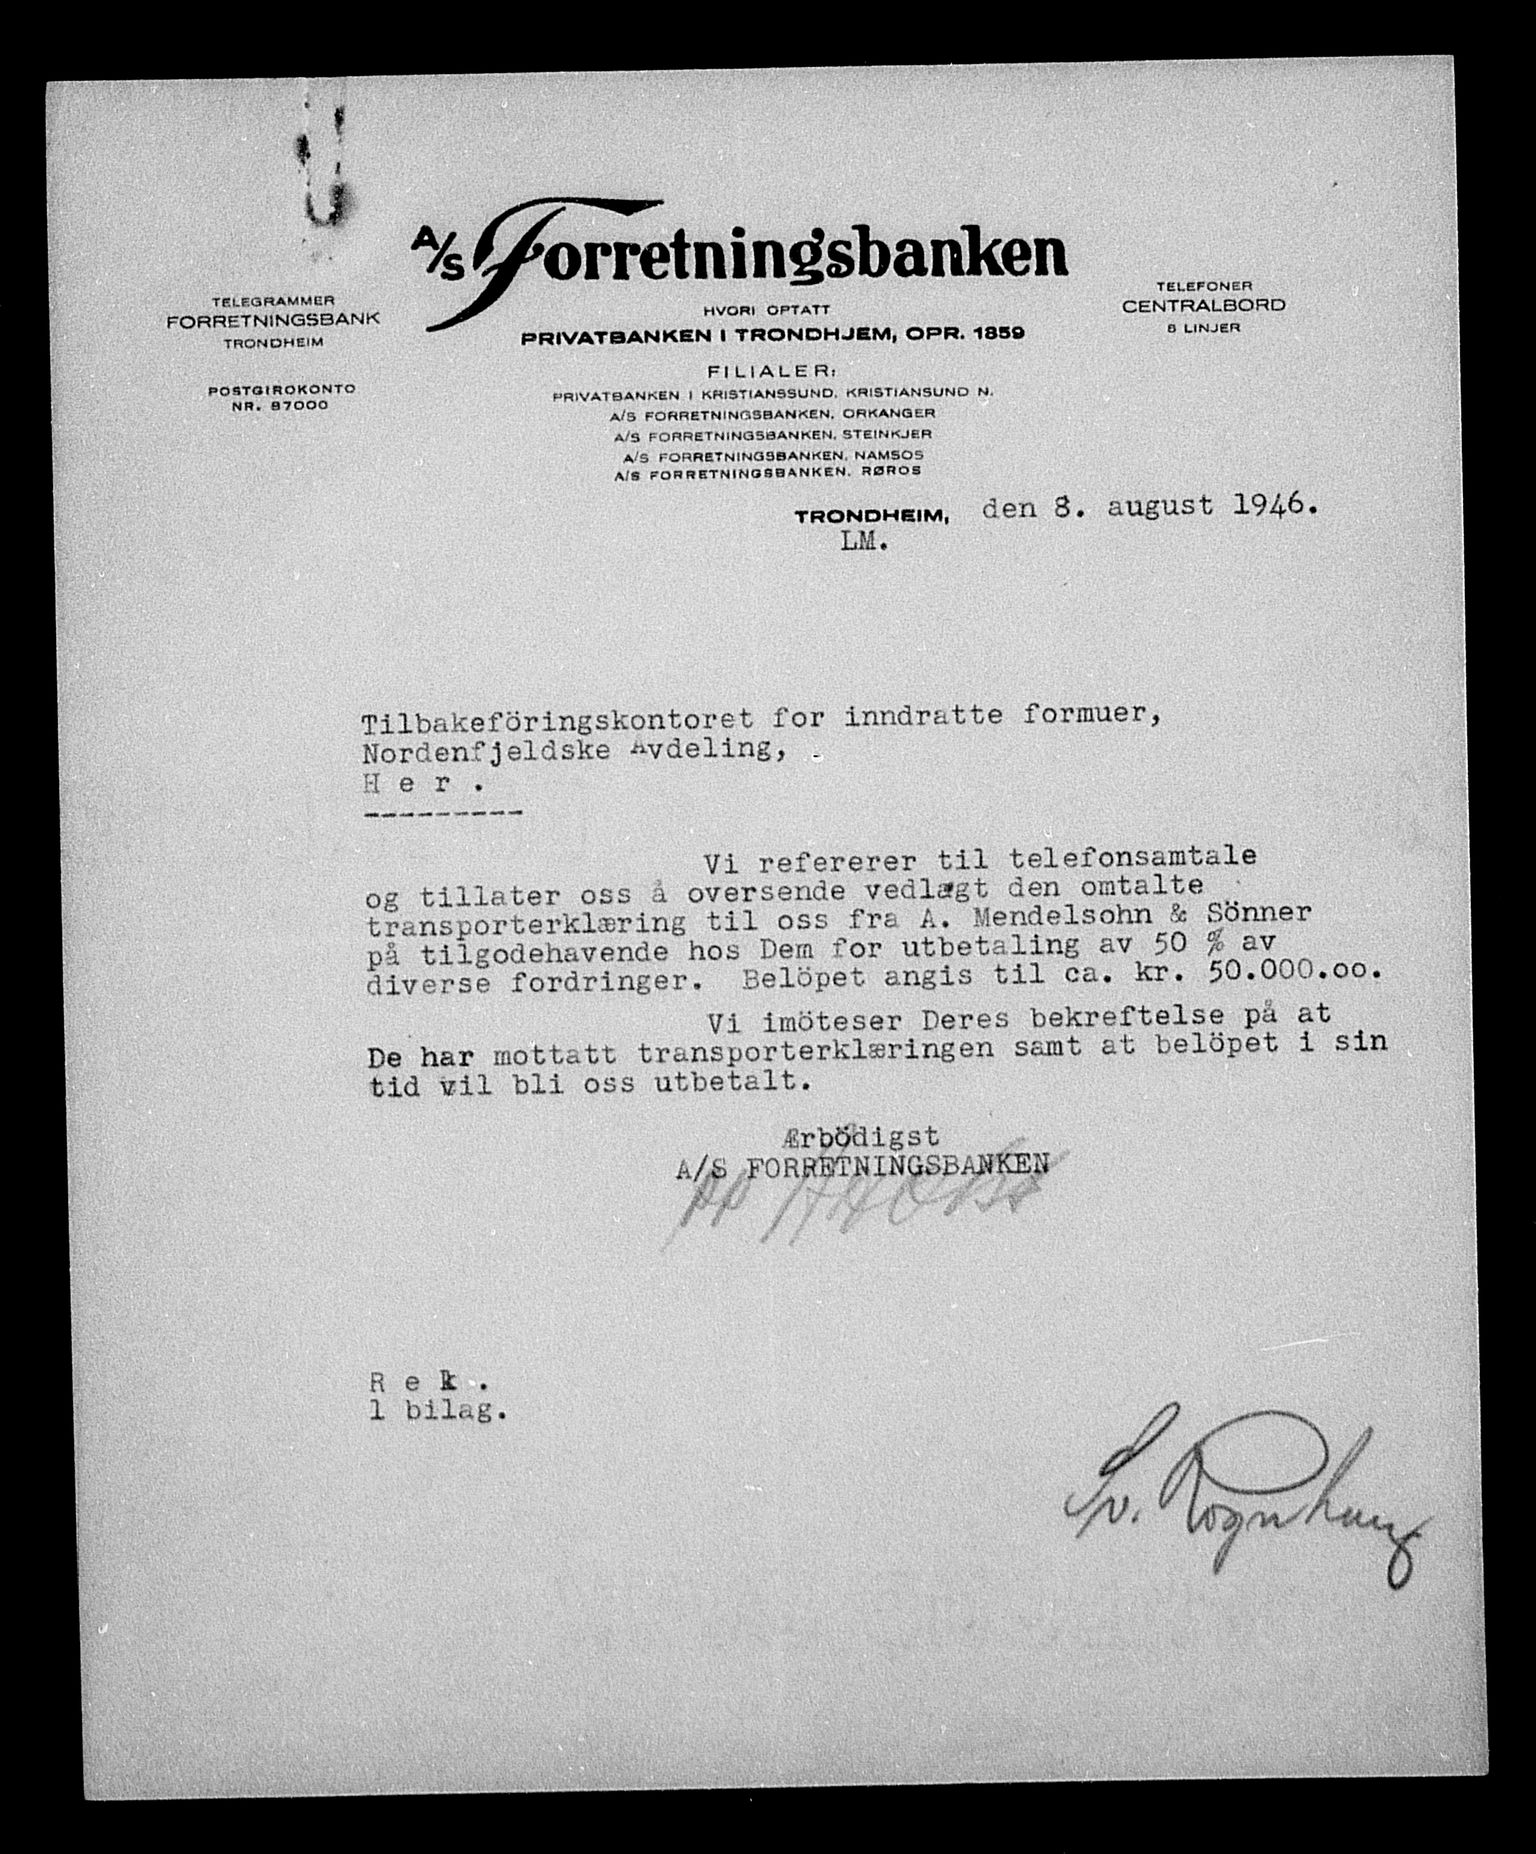 A/S Forretningsbanken
HVORI OPTATT
PRIVATBANKEN I TRONDHJEM, OPR. 1859
TELEGRAMMER
FORRETNINGSBANK
TRONDHEIM
POSTGIROKONTO
NR. 87000
TELEFONER
CENTRALBORD
8 LINJER
FILIALER:
PRIVATBANKEN I KRISTIANSSUND, KRISTIANSUND N.
A/S FORRETNINGSBANKEN, ORKANGER
A/S FORRETNINGSBANKEN, STEINKJER
A/S FORRETNINGSBANKEN, NAMSOS
A/S FORRETNINGSBANKEN, RØROS
TRONDHEIM, den 8. august 1946.
LM.
Tilbakeföringskontoret for inndratte formuer,
Nordenfjeldske Avdeling,
H e r .
----------
Vi refererer til telefonsamtale
og tillater oss å oversende vedlagt den omtalte
transporterklæring til oss fra A. Mendelsohn & Sönner
på tilgodehavende hos Dem for utbetaling av 50 % av
diverse fordringer. Belöpet angis til ca. kr. 50.000.oo.
Vi imöteser Deres bekreftelse på at
De har mottatt transporterklæringen samt at belöpet i sin
tid vil bli oss utbetalt.
Ærbödigst
A/S FORRETNINGSBANKEN
pp
R e k .
1 bilag.
Sv. Rognhaug